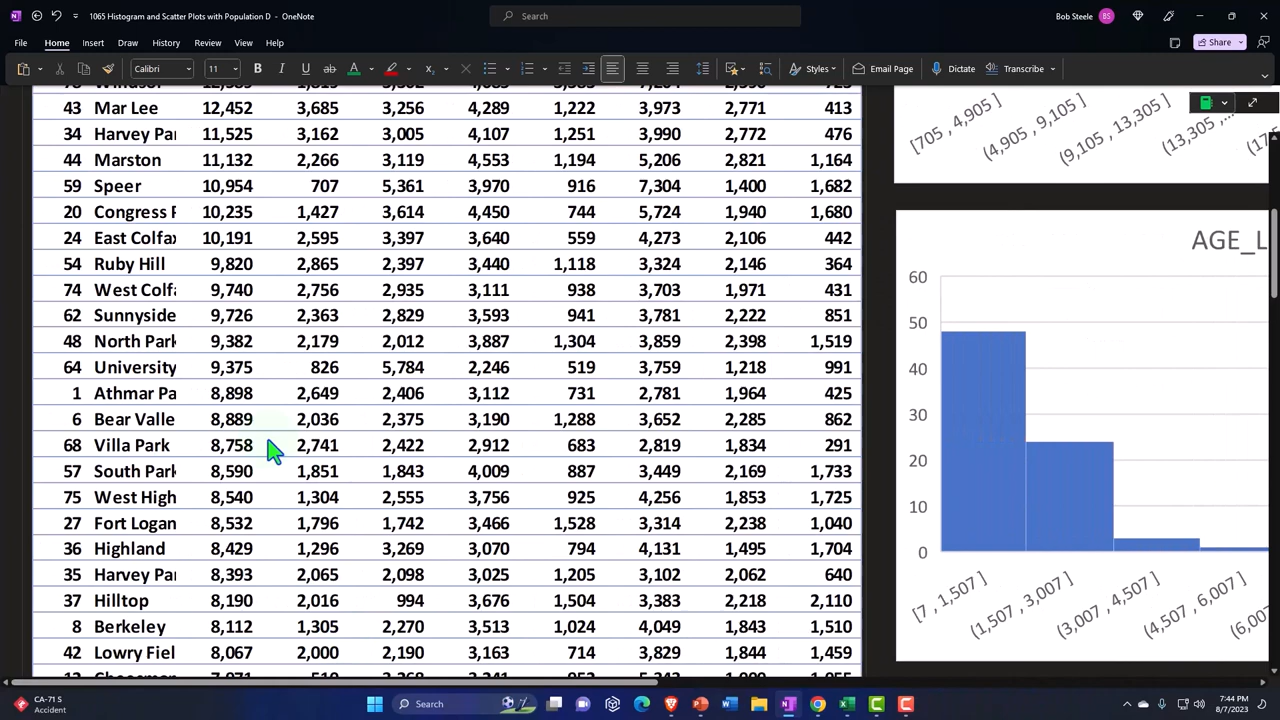 1065 Histogram and Scatter Plots with Population D - OneNote
Search
Bob Steele
BS
File Home Insert Draw History Review View Help
Share
Calibri 11
Styles
Email Page
Dictate
Transcribe
43 Mar Lee 12,452 3,685 3,256 4,289 1,222 3,973 2,771 413
34 Harvey Pa 11,525 3,162 3,005 4,107 1,251 3,990 2,772 476
44 Marston 11,132 2,266 3,119 4,553 1,194 5,206 2,821 1,164
59 Speer 10,954 707 5,361 3,970 916 7,304 1,400 1,682
20 Congress P 10,235 1,427 3,614 4,450 744 5,724 1,940 1,680
24 East Colfa 10,191 2,595 3,397 3,640 559 4,273 2,106 442
54 Ruby Hill 9,820 2,865 2,397 3,440 1,118 3,324 2,146 364
74 West Colf 9,740 2,756 2,935 3,111 938 3,703 1,971 431
62 Sunnyside 9,726 2,363 2,829 3,593 941 3,781 2,222 851
48 North Park 9,382 2,179 2,012 3,887 1,304 3,859 2,398 1,519
64 University 9,375 826 5,784 2,246 519 3,759 1,218 991
1 Athmar Pa 8,898 2,649 2,406 3,112 731 2,781 1,964 425
6 Bear Valle 8,889 2,036 2,375 3,190 1,288 3,652 2,285 862
68 Villa Park 8,758 2,741 2,422 2,912 683 2,819 1,834 291
57 South Park 8,590 1,851 1,843 4,009 887 3,449 2,169 1,733
75 West High 8,540 1,304 2,555 3,756 925 4,256 1,853 1,725
27 Fort Logan 8,532 1,796 1,742 3,466 1,528 3,314 2,238 1,040
36 Highland 8,429 1,296 3,269 3,070 794 4,131 1,495 1,704
35 Harvey Pa 8,393 2,065 2,098 3,025 1,205 3,102 2,062 640
37 Hilltop 8,190 2,016 994 3,676 1,504 3,383 2,218 2,110
8 Berkeley 8,112 1,305 2,270 3,513 1,024 4,049 1,843 1,510
42 Lowry Fiel 8,067 2,000 2,190 3,163 714 3,829 1,844 1,459
[705 , 4,905 ]
(4,905 , 9,105 ]
(9,105 , 13,305 ]
(13,305 ,...
(17
AGE_L
60
50
40
30
20
10
0
[7 , 1,507 ]
(1,507 , 3,007 ]
(3,007 , 4,507 ]
(4,507 , 6,007 ]
(6,00
CA-71 S
Accident
Search
7:44 PM
8/7/2023